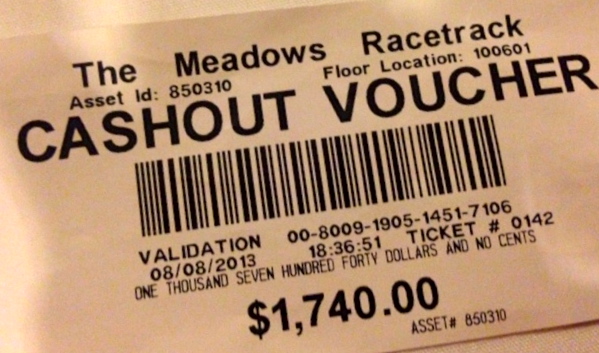 The Meadows Racetrack
Asset Id: 850310 Floor Location: 100601
CASHOUT VOUCHER
VALIDATION 00-8009-1905-1451-7106
08/08/2013 18:36:51 TICKET # 0142
ONE THOUSAND SEVEN HUNDRED FORTY DOLLARS AND NO CENTS
$1,740.00
ASSET# 850310